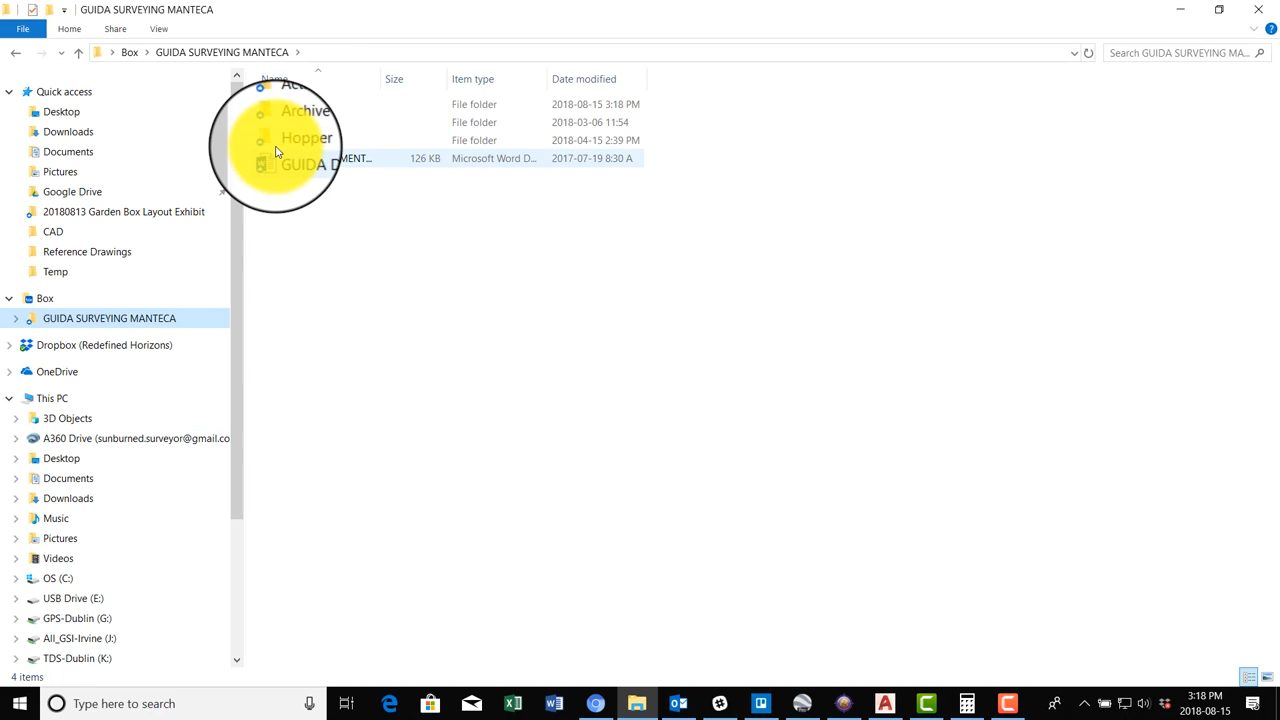 GUIDA SURVEYING MANTECA
File Home Share View
Box GUIDA SURVEYING MANTECA
Search GUIDA SURVEYING MA...
Name Size Item type Date modified
File folder 2018-08-15 3:18 PM
Archive File folder 2018-03-06 11:54
Hopper File folder 2018-04-15 2:39 PM
GUIDA D MENT... 126 KB Microsoft Word D... 2017-07-19 8:30 A
Quick access
Desktop
Downloads
Documents
Pictures
Google Drive
20180813 Garden Box Layout Exhibit
CAD
Reference Drawings
Temp
Box
GUIDA SURVEYING MANTECA
Dropbox (Redefined Horizons)
OneDrive
This PC
3D Objects
A360 Drive (sunburned.surveyor@gmail.co
Desktop
Documents
Downloads
Music
Pictures
Videos
OS (C:)
USB Drive (E:)
GPS-Dublin (G:)
All_GSI-Irvine (J:)
TDS-Dublin (K:)
4 items
Type here to search
3:18 PM
2018-08-15